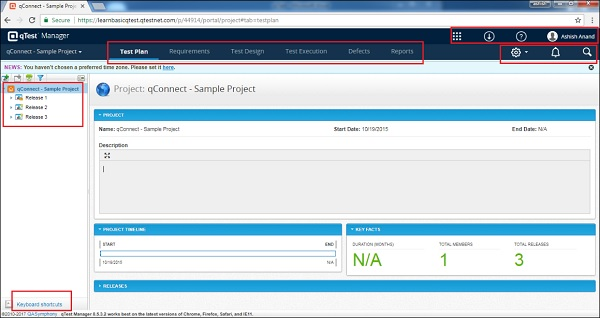 qConnect - Sample Proje ×
Secure | https://learnbasicqtest.qtestnet.com/p/44914/portal/project#tab=testplan
qTest Manager
Ashish Anand
qConnect - Sample Project
Test Plan Requirements Test Design Test Execution Defects Reports
NEWS: You haven't chosen a preferred time zone. Please set it here.
qConnect - Sample Project
Release 1
Release 2
Release 3
Project: qConnect - Sample Project
PROJECT
Name: qConnect - Sample Project Start Date: 10/19/2015 End Date: N/A
Description
PROJECT TIMELINE
START END
10/19/2015 N/A
KEY FACTS
DURATION (MONTHS) TOTAL MEMBERS TOTAL RELEASES
N/A 1 3
RELEASES
Keyboard shortcuts
©2010-2017 QASymphony qTest Manager 8.5.3.2 works best on the latest versions of Chrome, Firefox, Safari, and IE11.